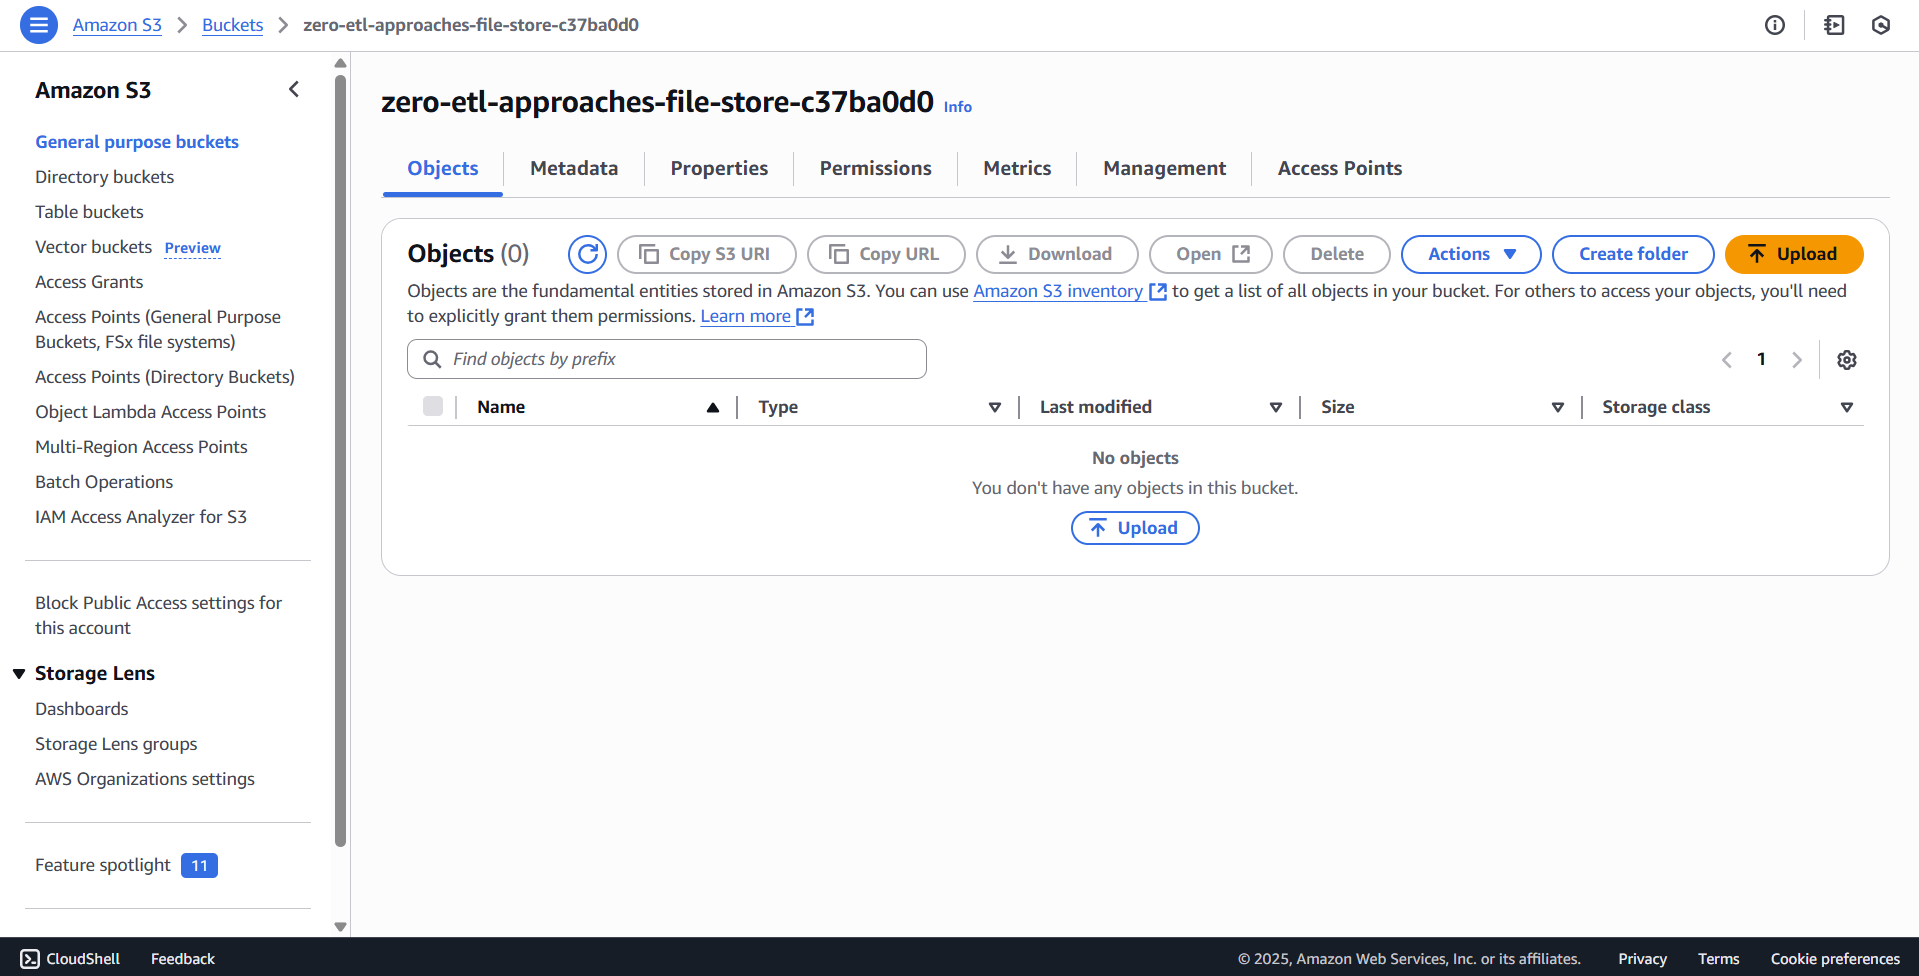 Amazon S3 > Buckets > zero-etl-approaches-file-store-c37ba0d0
Amazon S3
General purpose buckets
Directory buckets
Table buckets
Vector buckets Preview
Access Grants
Access Points (General Purpose
Buckets, FSx file systems)
Access Points (Directory Buckets)
Object Lambda Access Points
Multi-Region Access Points
Batch Operations
IAM Access Analyzer for S3
Block Public Access settings for
this account
Storage Lens
Dashboards
Storage Lens groups
AWS Organizations settings
Feature spotlight 11
zero-etl-approaches-file-store-c37ba0d0 Info
Objects Metadata Properties Permissions Metrics Management Access Points
Objects (0) Copy S3 URI Copy URL Download Open Delete Actions Create folder Upload
Objects are the fundamental entities stored in Amazon S3. You can use Amazon S3 inventory to get a list of all objects in your bucket. For others to access your objects, you'll need
to explicitly grant them permissions. Learn more
Find objects by prefix 1
Name Type Last modified Size Storage class
No objects
You don't have any objects in this bucket.
Upload
CloudShell Feedback © 2025, Amazon Web Services, Inc. or its affiliates. Privacy Terms Cookie preferences